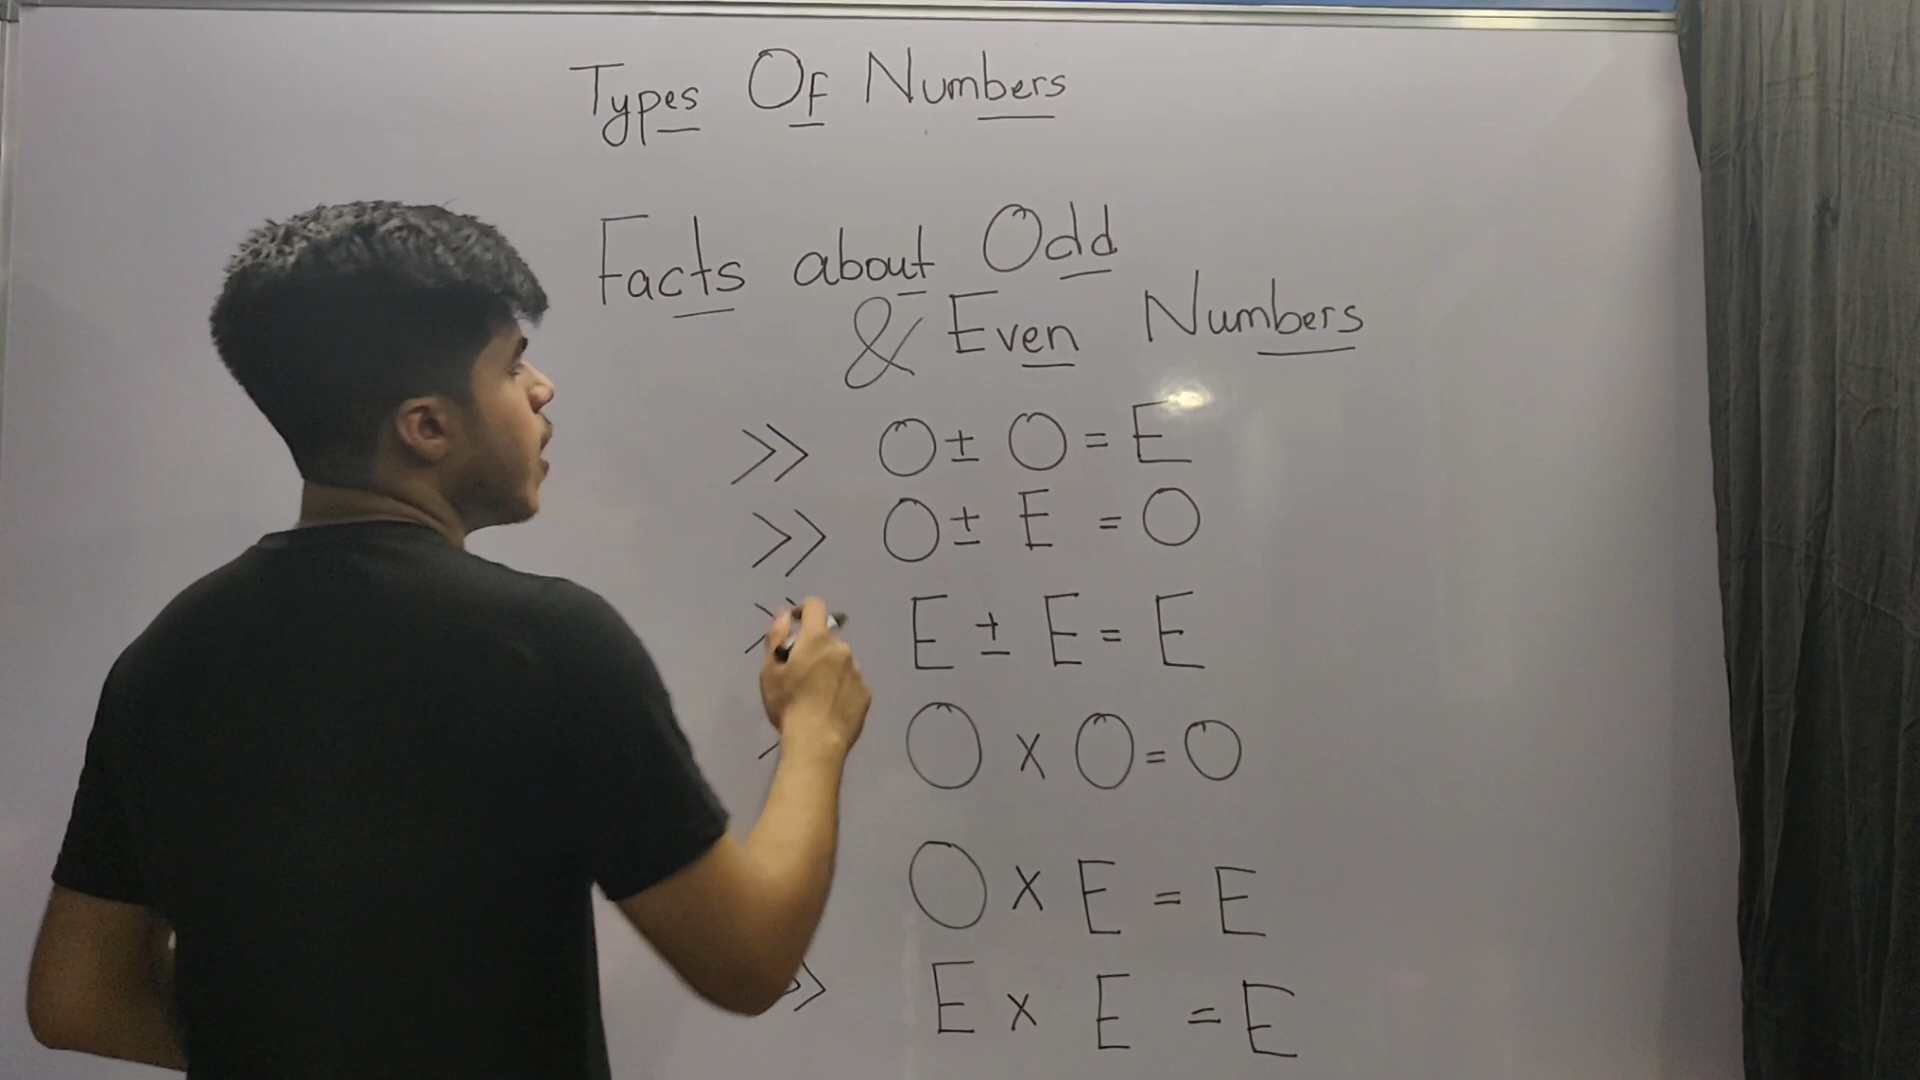 Types Of Numbers
Facts about Odd
& Even Numbers
>> O ± O = E
>> O ± E = O
>> E ± E = E
O x O = O
O x E = E
>> E x E = E